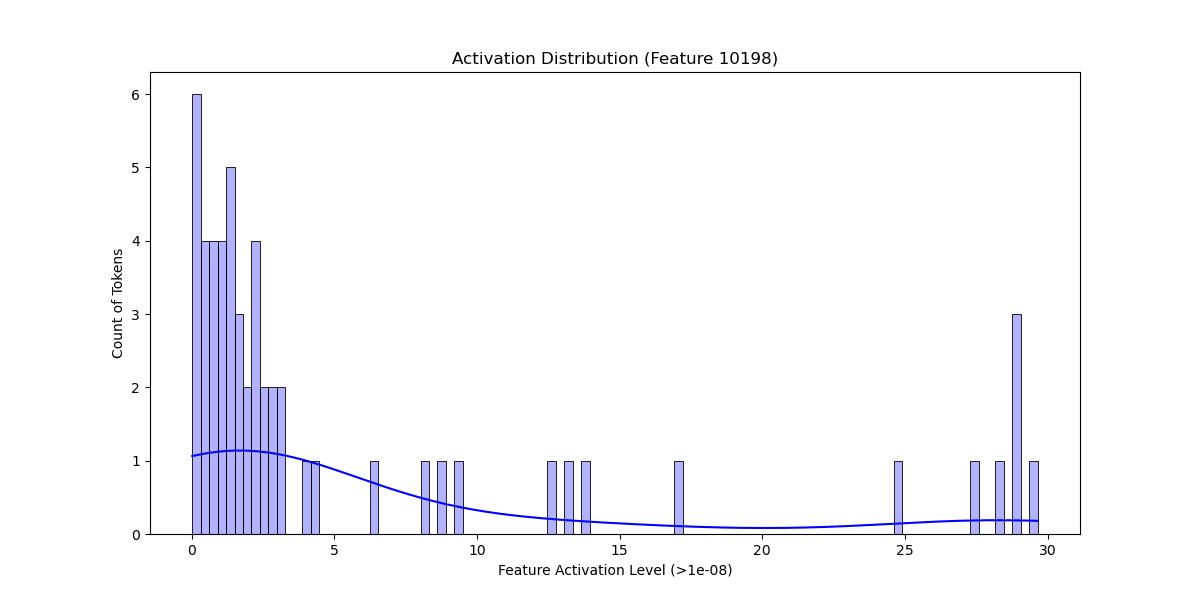 Activation Distribution (Feature 10198)
Count of Tokens
6
5
4
3
2
1
0
0 5 10 15 20 25 30
Feature Activation Level (>1e-08)